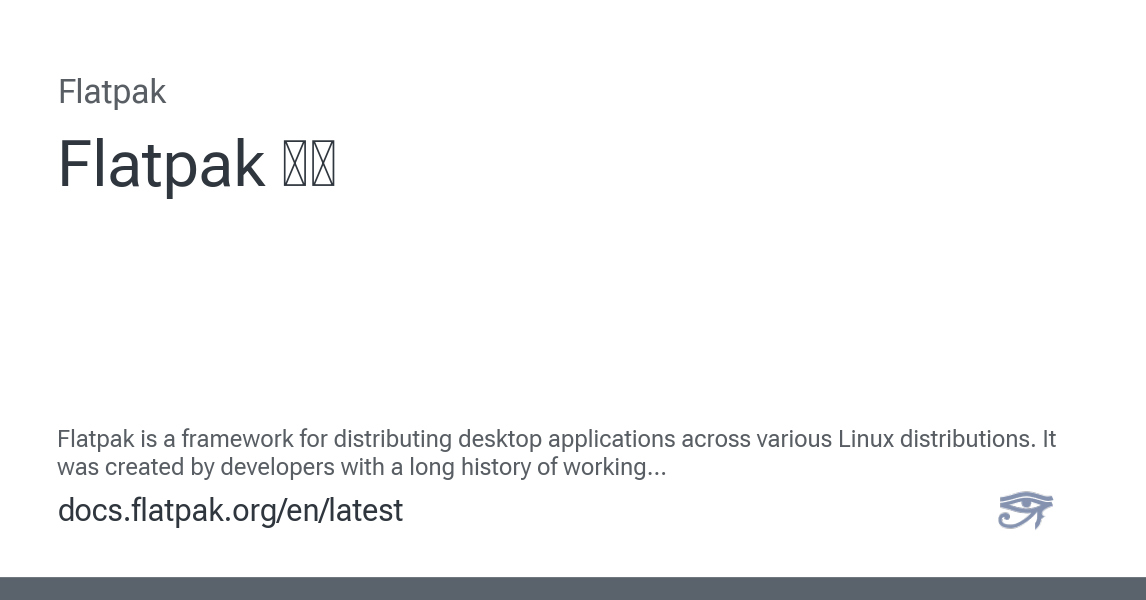 Flatpak
Flatpak
Flatpak is a framework for distributing desktop applications across various Linux distributions. It
was created by developers with a long history of working...
docs.flatpak.org/en/latest